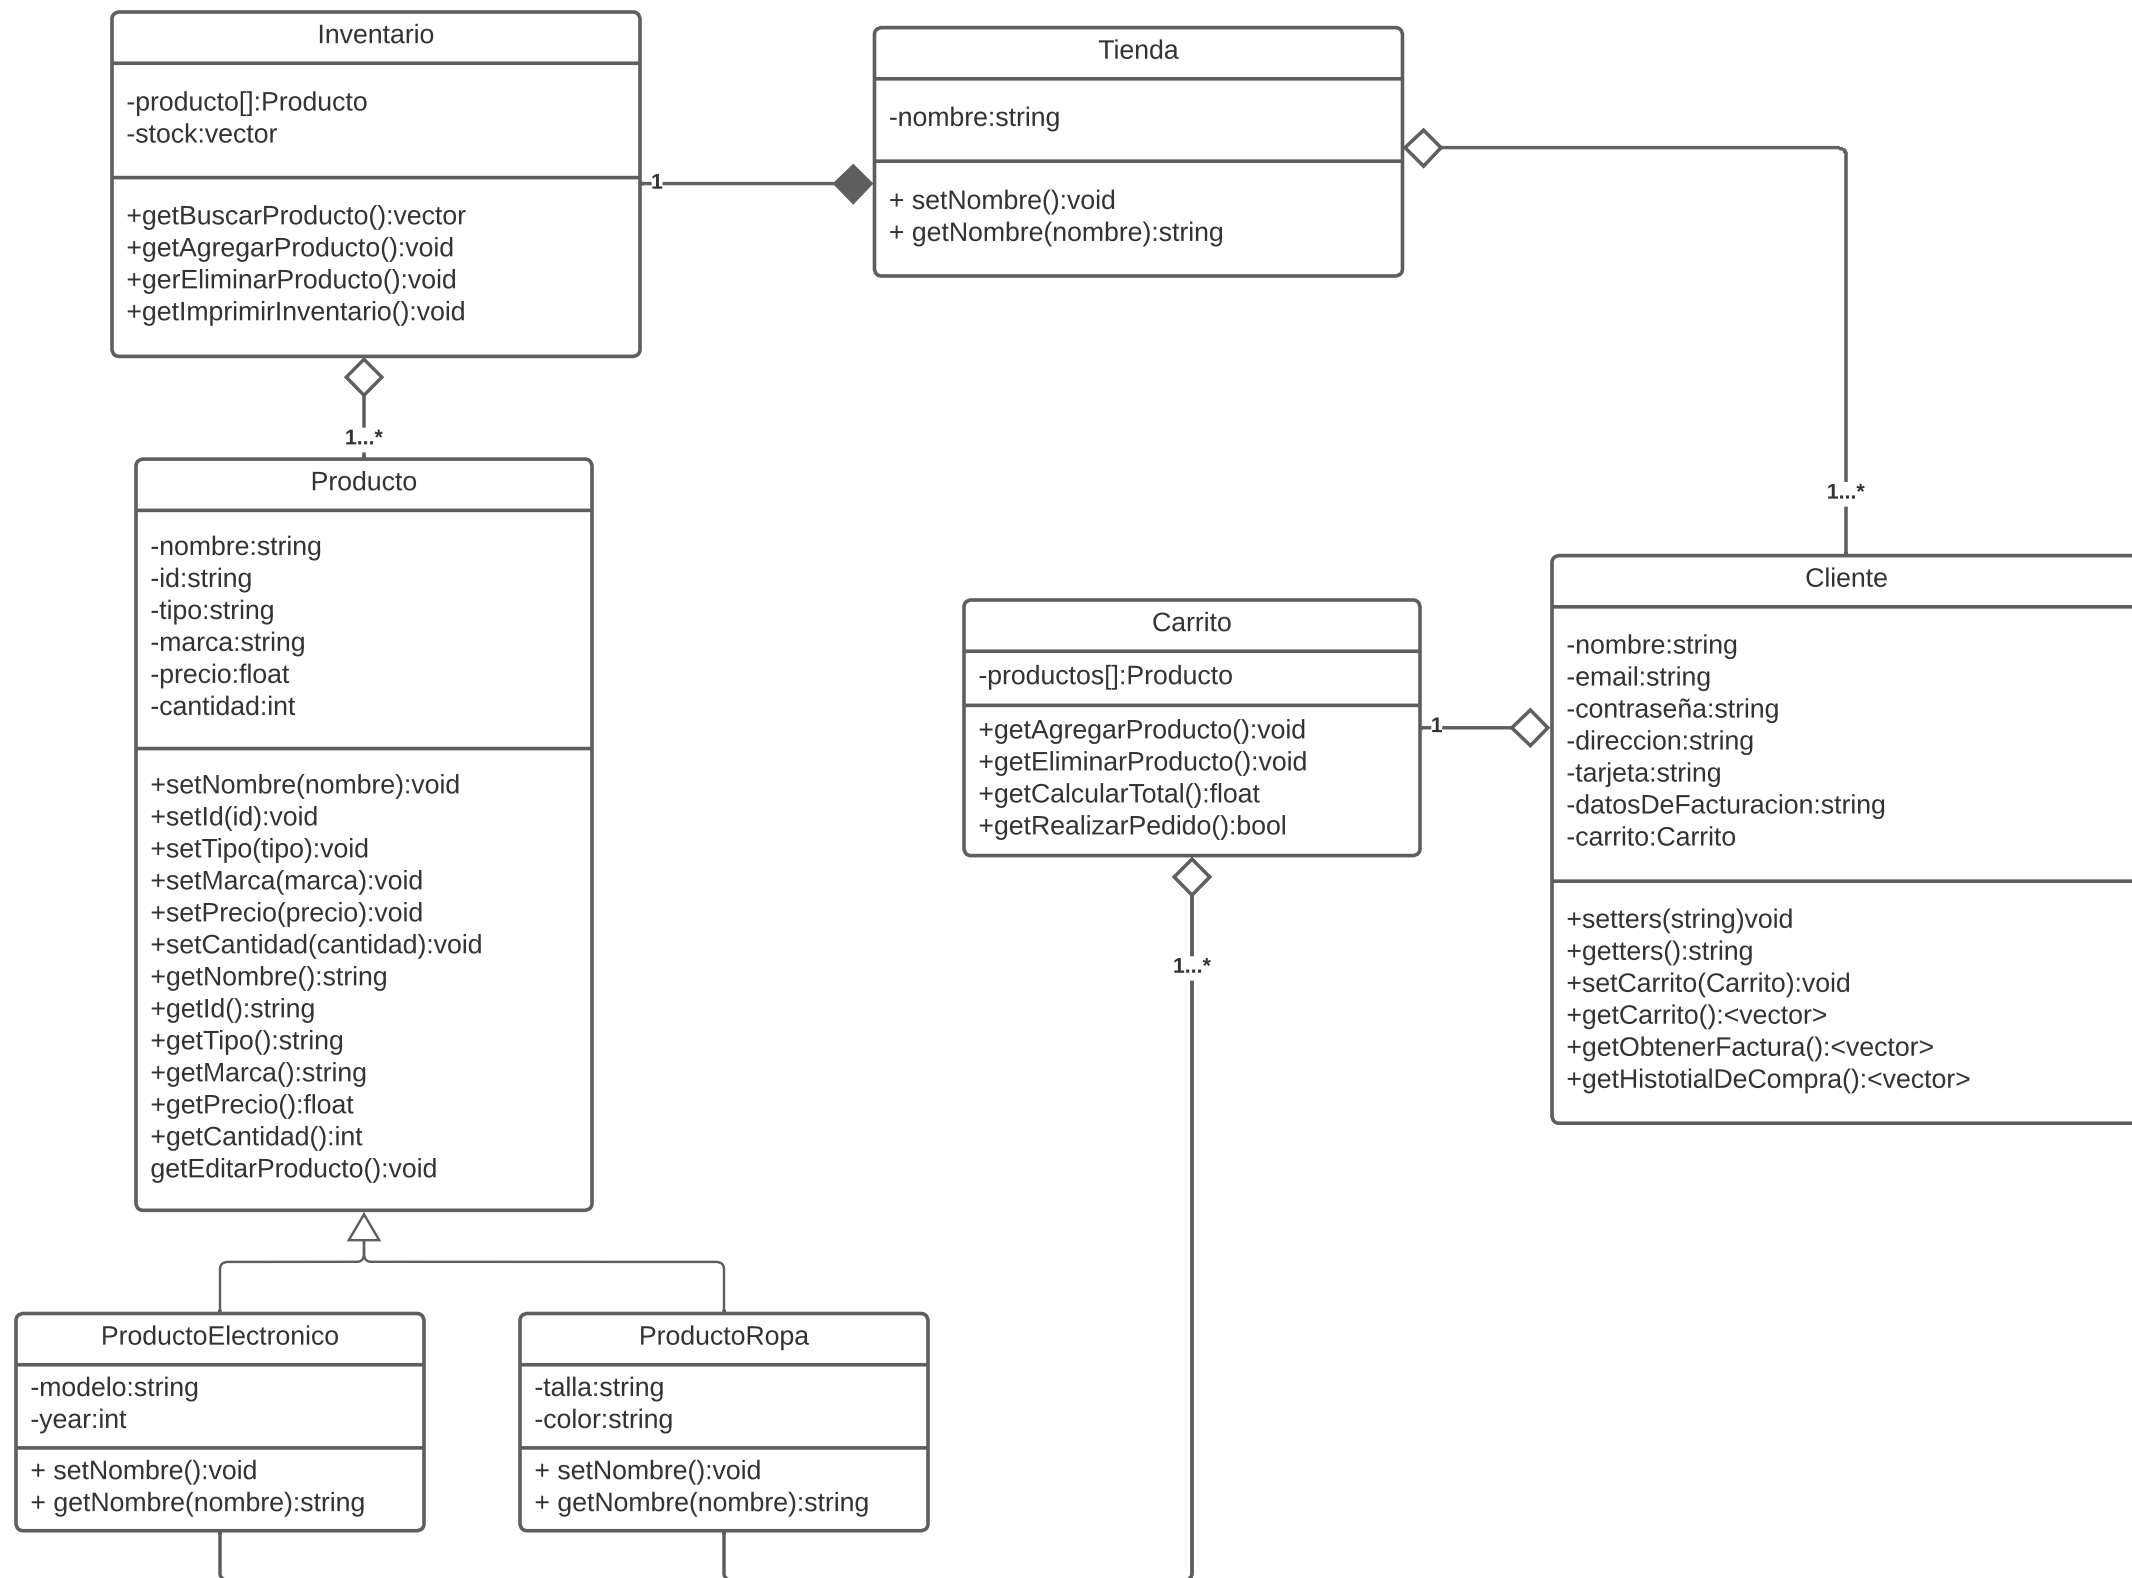 Inventario
-producto[]:Producto
-stock:vector
+getBuscarProducto():vector
+getAgregarProducto():void
+gerEliminarProducto():void
+getImprimirInventario():void
1
Tienda
-nombre:string
+ setNombre():void
+ getNombre(nombre):string
1...*
Producto
-nombre:string
-id:string
-tipo:string
-marca:string
-precio:float
-cantidad:int
+setNombre(nombre):void
+setId(id):void
+setTipo(tipo):void
+setMarca(marca):void
+setPrecio(precio):void
+setCantidad(cantidad):void
+getNombre():string
+getId():string
+getTipo():string
+getMarca():string
+getPrecio():float
+getCantidad():int
getEditarProducto():void
1...*
Carrito
-productos[]:Producto
+getAgregarProducto():void
+getEliminarProducto():void
+getCalcularTotal():float
+getRealizarPedido():bool
1
1...*
Cliente
-nombre:string
-email:string
-contraseña:string
-direccion:string
-tarjeta:string
-datosDeFacturacion:string
-carrito:Carrito
+setters(string)void
+getters():string
+setCarrito(Carrito):void
+getCarrito():<vector>
+getObtenerFactura():<vector>
+getHistotialDeCompra():<vector>
ProductoElectronico
-modelo:string
-year:int
+ setNombre():void
+ getNombre(nombre):string
ProductoRopa
-talla:string
-color:string
+ setNombre():void
+ getNombre(nombre):string